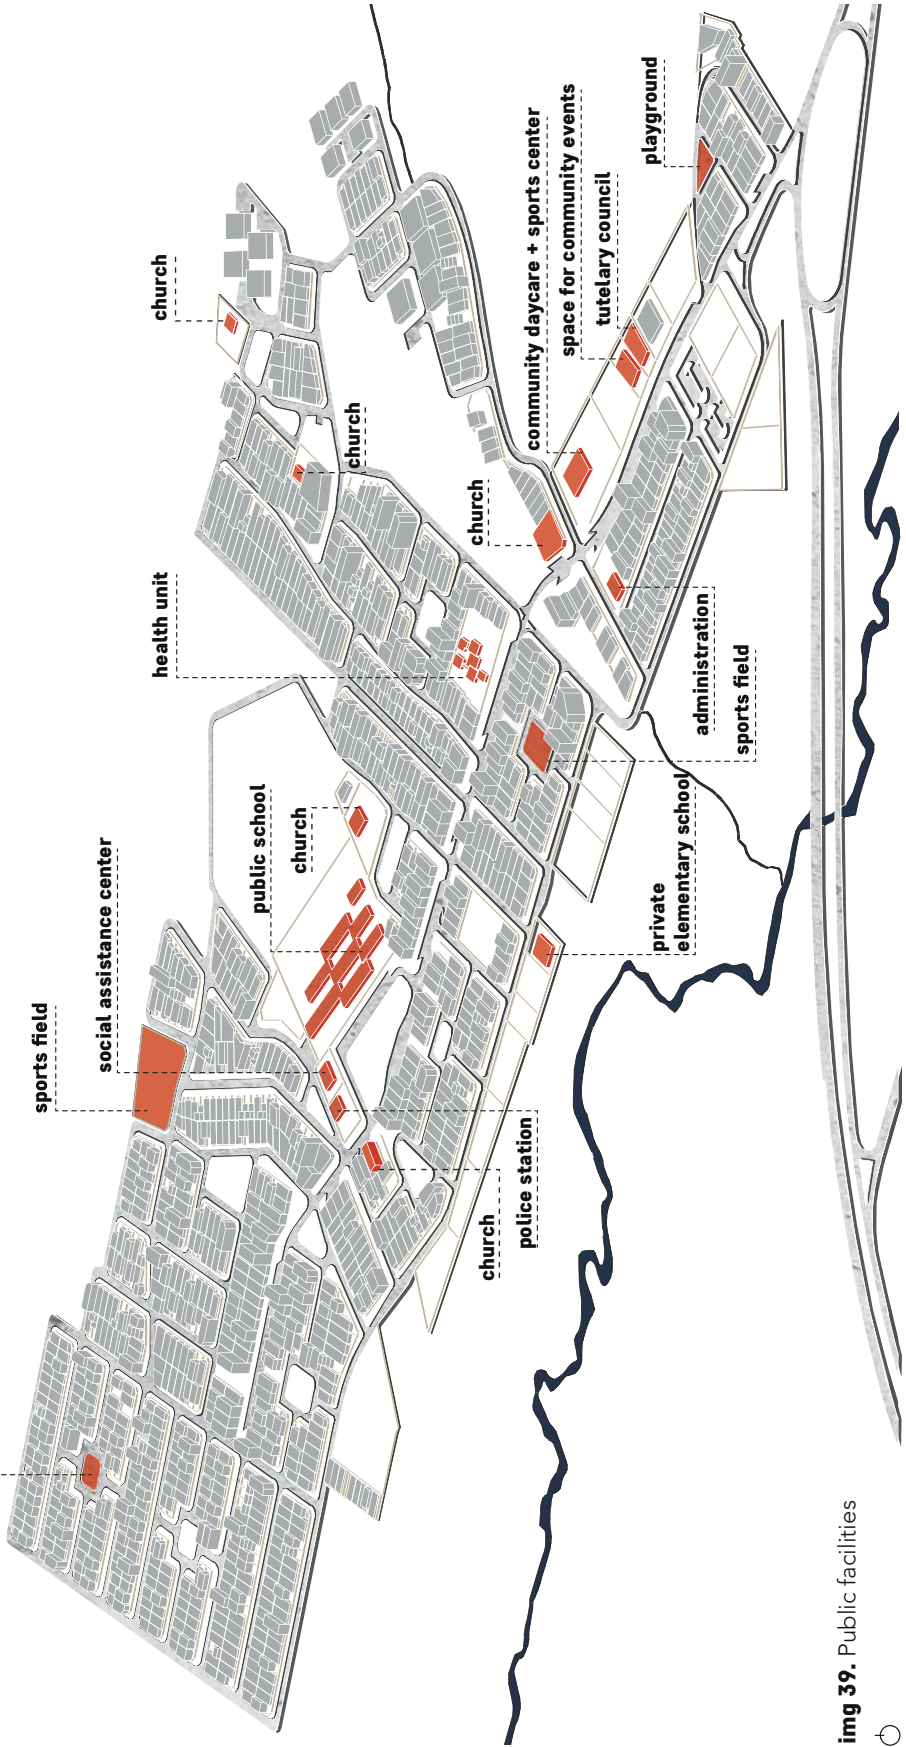 sports field
social assistance center
public school
church
health unit
church
church
church
community daycare + sports center
space for community events
tutelary council
playground
church
police station
private
elementary school
administration
sports field
img 39. Public facilities